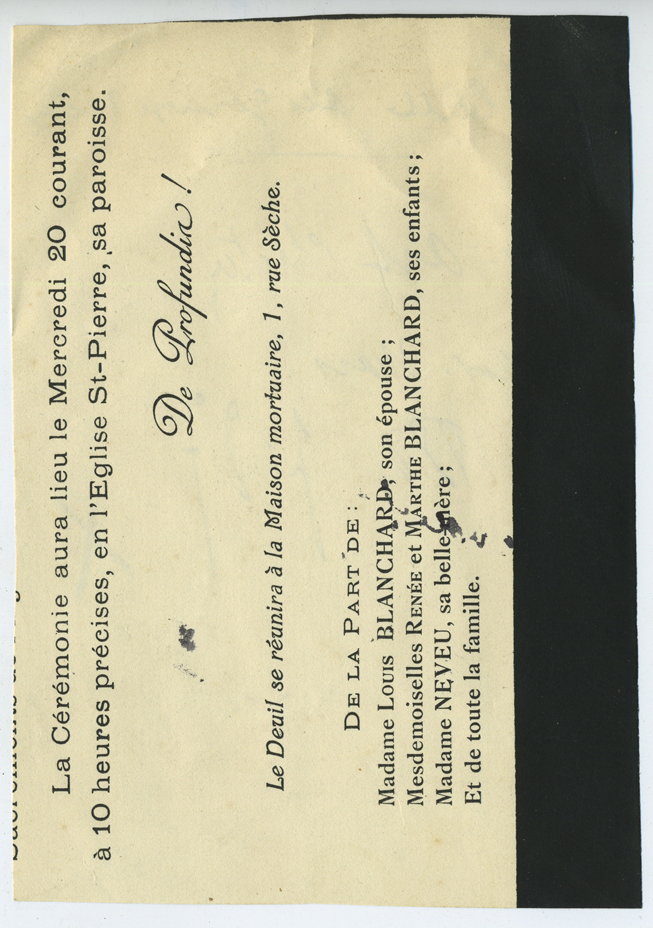 La Cérémonie aura lieu le Mercredi 20 courant,
à 10 heures précises, en l'Eglise St-Pierre, sa paroisse.
De Profundis !
Le Deuil se réunira à la Maison mortuaire, 1, rue Sèche.
DE LA PART DE :
Madame LOUIS BLANCHARD, son épouse ;
Mesdemoiselles RENÉE et MARTHE BLANCHARD, ses enfants ;
Madame NEVEU, sa belle-mère ;
Et de toute la famille.